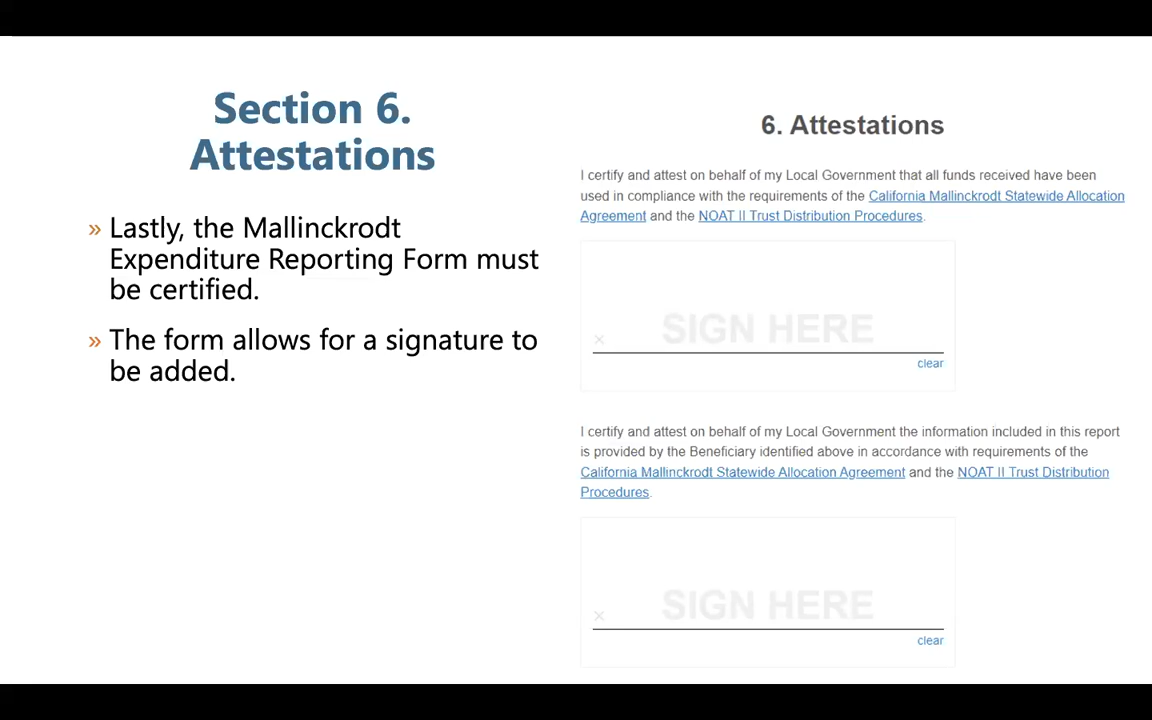 Section 6.
Attestations
» Lastly, the Mallinckrodt
Expenditure Reporting Form must
be certified.
» The form allows for a signature to
be added.
6. Attestations
I certify and attest on behalf of my Local Government that all funds received have been
used in compliance with the requirements of the California Mallinckrodt Statewide Allocation
Agreement and the NOAT II Trust Distribution Procedures.
SIGN HERE
clear
I certify and attest on behalf of my Local Government the information included in this report
is provided by the Beneficiary identified above in accordance with requirements of the
California Mallinckrodt Statewide Allocation Agreement and the NOAT II Trust Distribution
Procedures.
SIGN HERE
clear